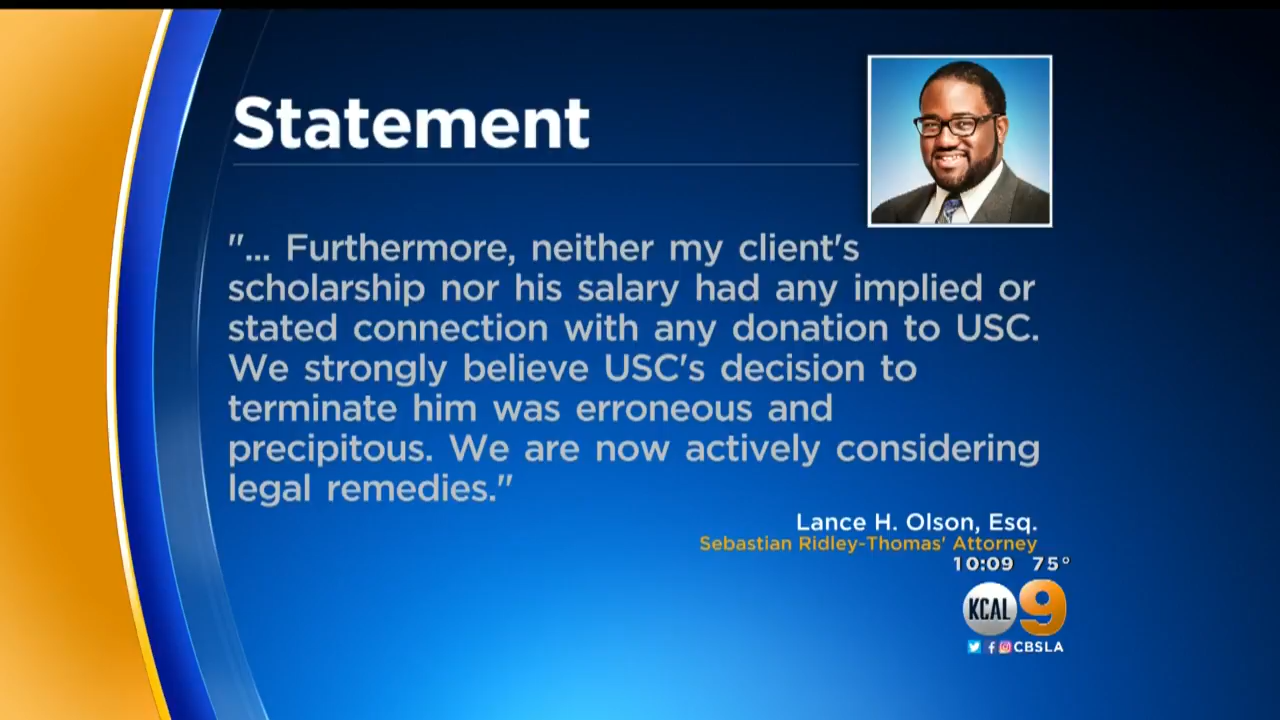 Statement
"... Furthermore, neither my client's
scholarship nor his salary had any implied or
stated connection with any donation to USC.
We strongly believe USC's decision to
terminate him was erroneous and
precipitous. We are now actively considering
legal remedies."
Lance H. Olson, Esq.
Sebastian Ridley-Thomas' Attorney
10:09 75°
KCAL 9
CBSLA